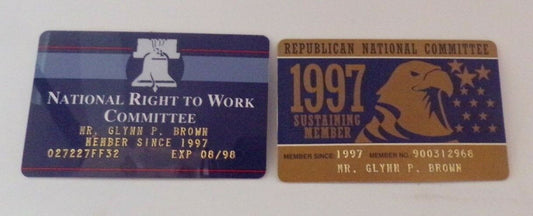 NATIONAL RIGHT TO WORK
COMMITTEE
MR. GLYNN P. BROWN
MEMBER SINCE 1997
027227FF32 EXP 08/98
REPUBLICAN NATIONAL COMMITTEE
1997
SUSTAINING
MEMBER
MEMBER SINCE: 1997 MEMBER NO. 900312968
MR. GLYNN P. BROWN